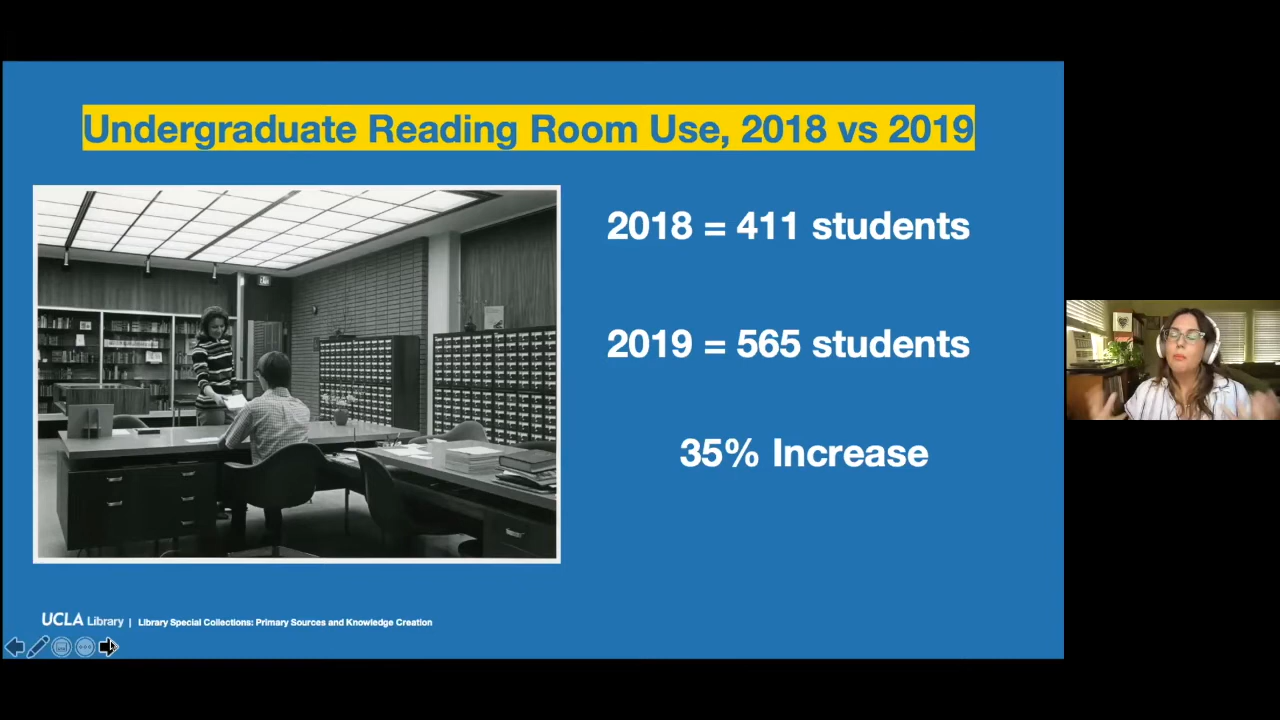 Undergraduate Reading Room Use, 2018 vs 2019
2018 = 411 students
2019 = 565 students
35% Increase
UCLA Library | Library Special Collections: Primary Sources and Knowledge Creation